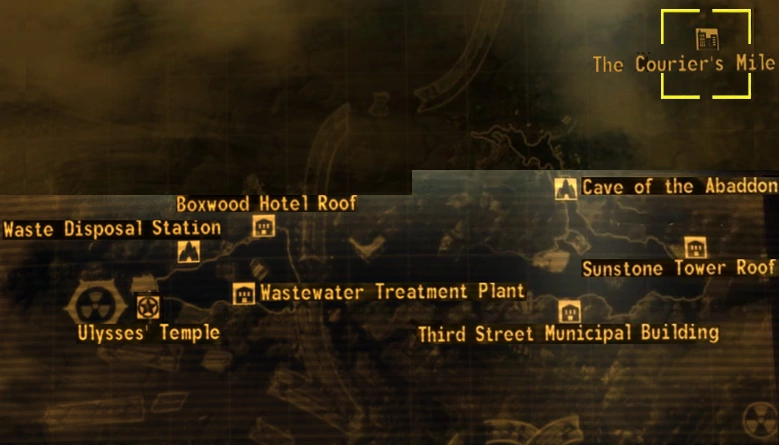 The Courier's Mile
Cave of the Abaddon
Boxwood Hotel Roof
Waste Disposal Station
Sunstone Tower Roof
Wastewater Treatment Plant
Ulysses' Temple
Third Street Municipal Building